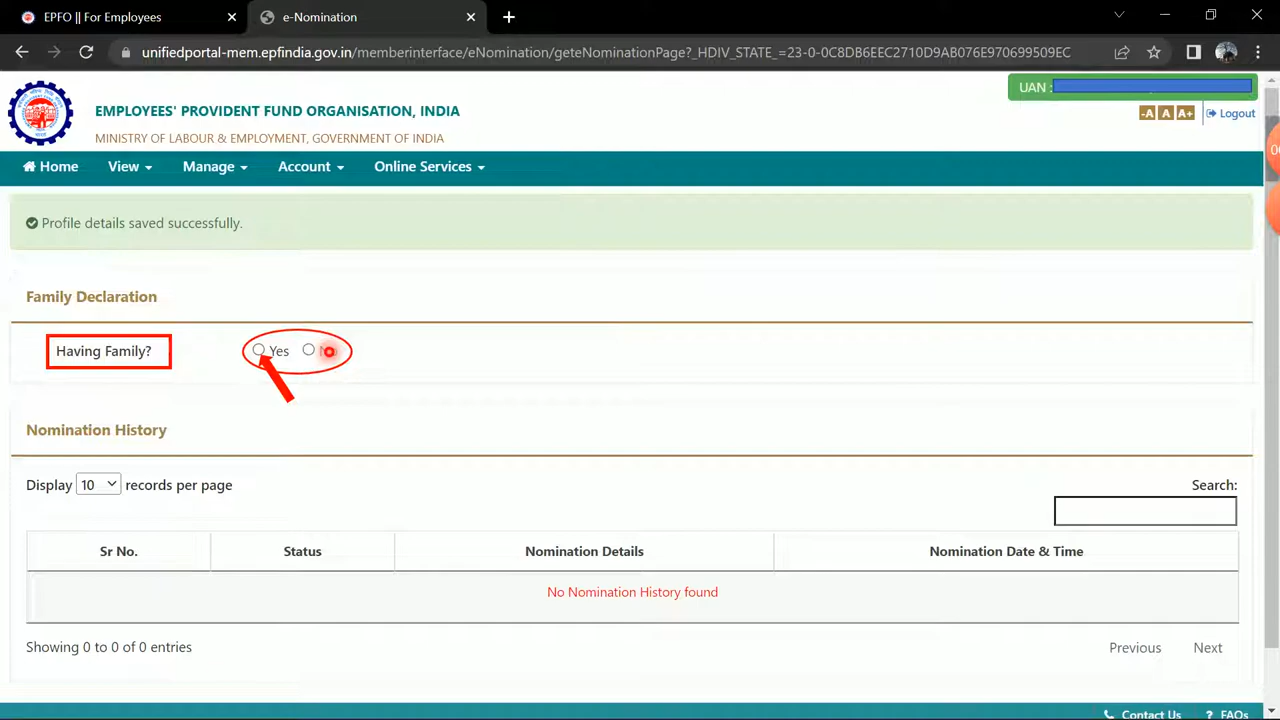 EPFO || For Employees
e-Nomination
unifiedportal-mem.epfindia.gov.in/memberinterface/eNomination/geteNominationPage?_HDIV_STATE_=23-0-0C8DB6EEC2710D9AB076E970699509EC
UAN :
EMPLOYEES' PROVIDENT FUND ORGANISATION, INDIA
MINISTRY OF LABOUR & EMPLOYMENT, GOVERNMENT OF INDIA
-A A A+ Logout
Home View Manage Account Online Services
Profile details saved successfully.
Family Declaration
Having Family? Yes
Nomination History
Display 10 records per page
Search:
Sr No. Status Nomination Details Nomination Date & Time
No Nomination History found
Showing 0 to 0 of 0 entries
Previous Next
Contact Us ? FAQs